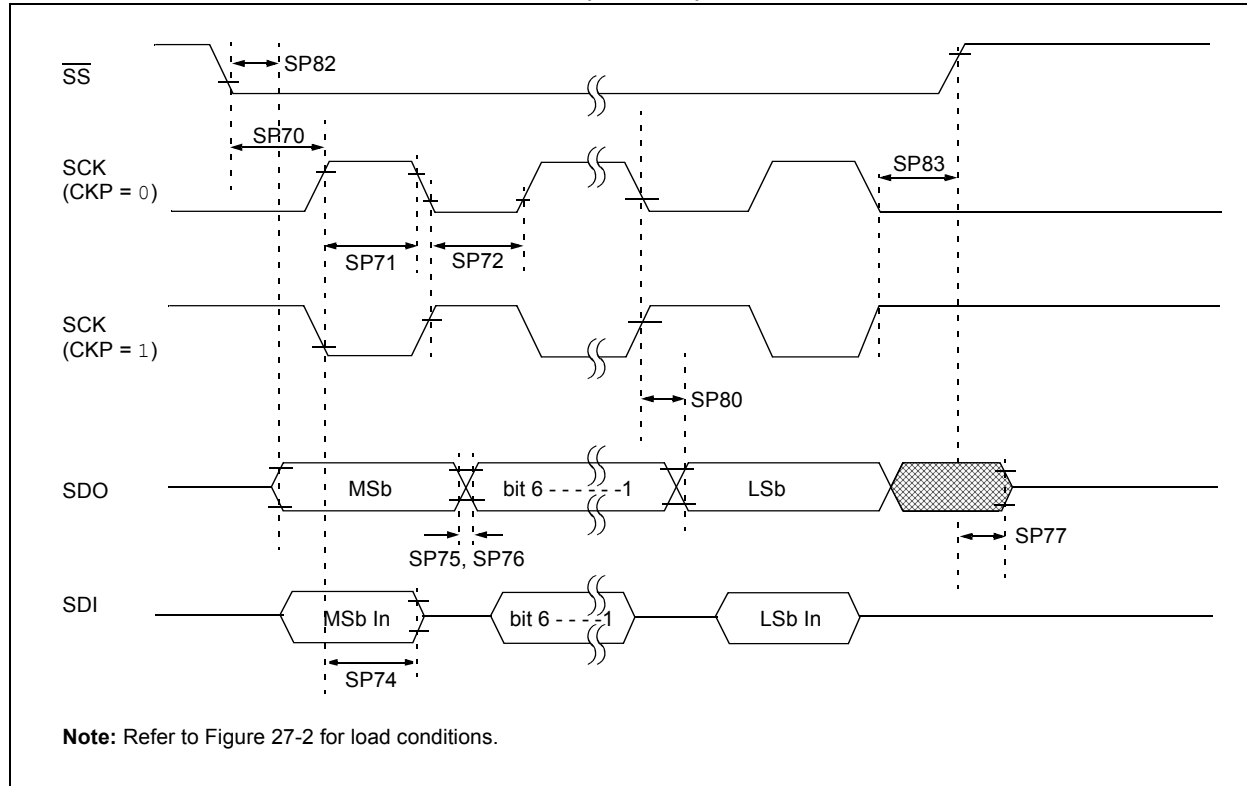 SS
SP82
SP70
SCK
(CKP = 0)
SP83
SP71
SP72
SCK
(CKP = 1)
SP80
SDO
MSb
bit 6 - - - - - -1
LSb
SP77
SP75, SP76
SDI
MSb In
bit 6 - - - -1
LSb In
SP74
Note: Refer to Figure 27-2 for load conditions.